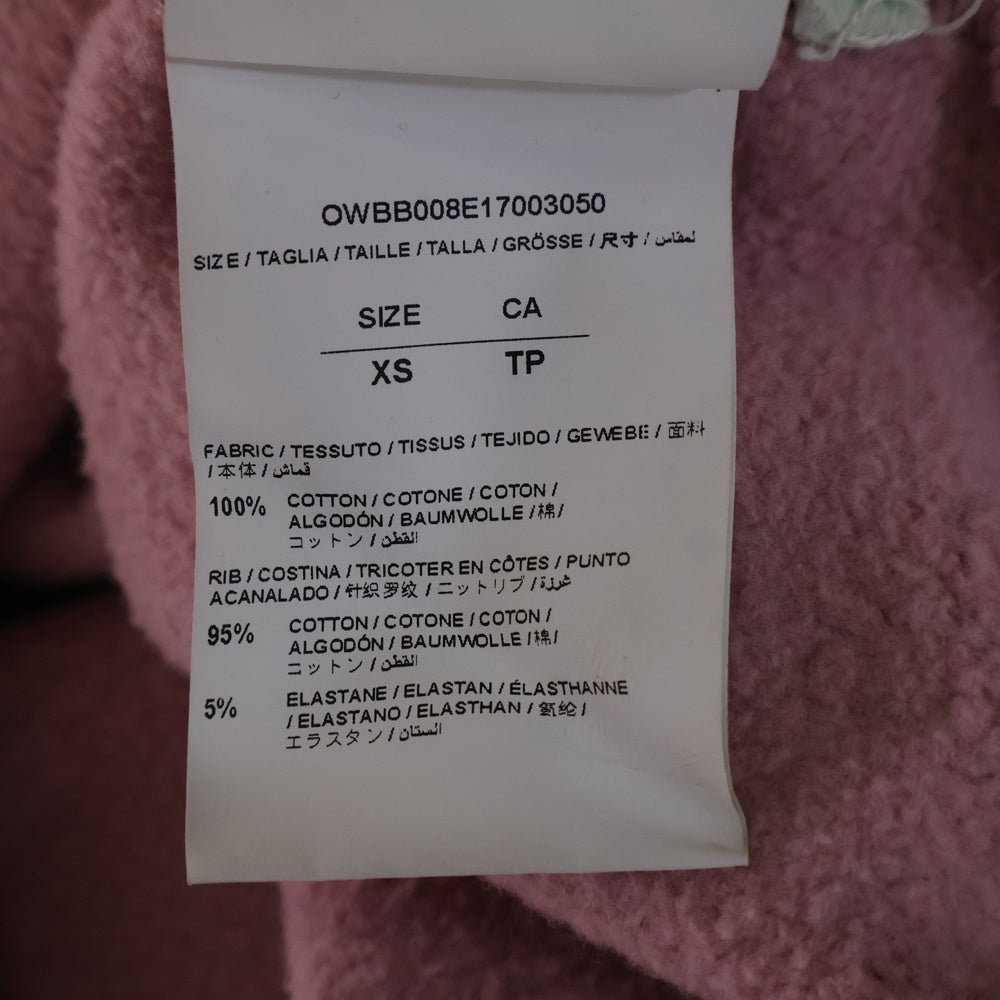 OWBB008E17003050
SIZE / TAGLIA / TAILLE / TALLA / GRÖSSE / 尺寸 / لمقاس
SIZE CA
XS TP
FABRIC / TESSUTO / TISSUS / TEJIDO / GEWEBE / 面料
/ 本体 / قماش
100% COTTON / COTONE / COTON /
ALGODÓN / BAUMWOLLE / 棉 /
コットン / القطن
RIB / COSTINA / TRICOTER EN CÔTES / PUNTO
ACANALADO / 针织罗纹 / ニットリブ / غرزة
95% COTTON / COTONE / COTON /
ALGODÓN / BAUMWOLLE / 棉 /
コットン / القطن
5% ELASTANE / ELASTAN / ÉLASTHANNE
/ ELASTANO / ELASTHAN / 氨纶 /
エラスタン / الستان